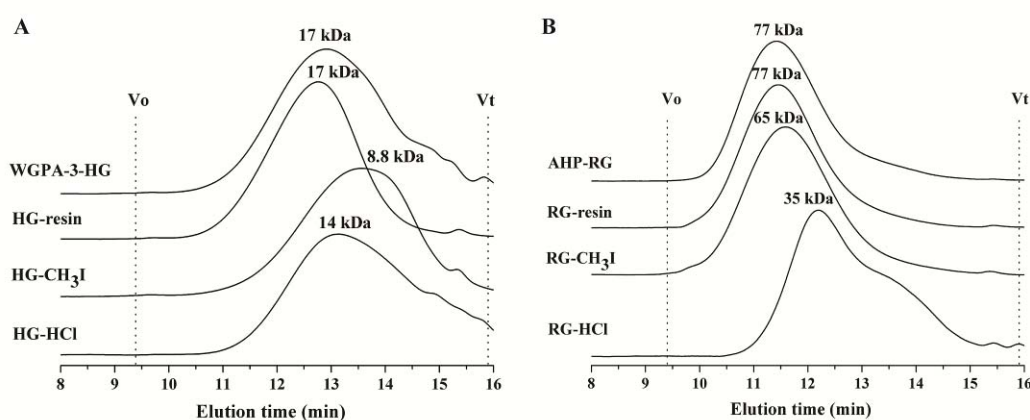 A
17 kDa
17 kDa
Vo
Vt
8.8 kDa
WGPA-3-HG
HG-resin
14 kDa
HG-CH3I
HG-HCl
8 9 10 11 12 13 14 15 16
Elution time (min)
B
77 kDa
77 kDa
Vo
Vt
65 kDa
AHP-RG
35 kDa
RG-resin
RG-CH3I
RG-HCl
8 9 10 11 12 13 14 15 16
Elution time (min)